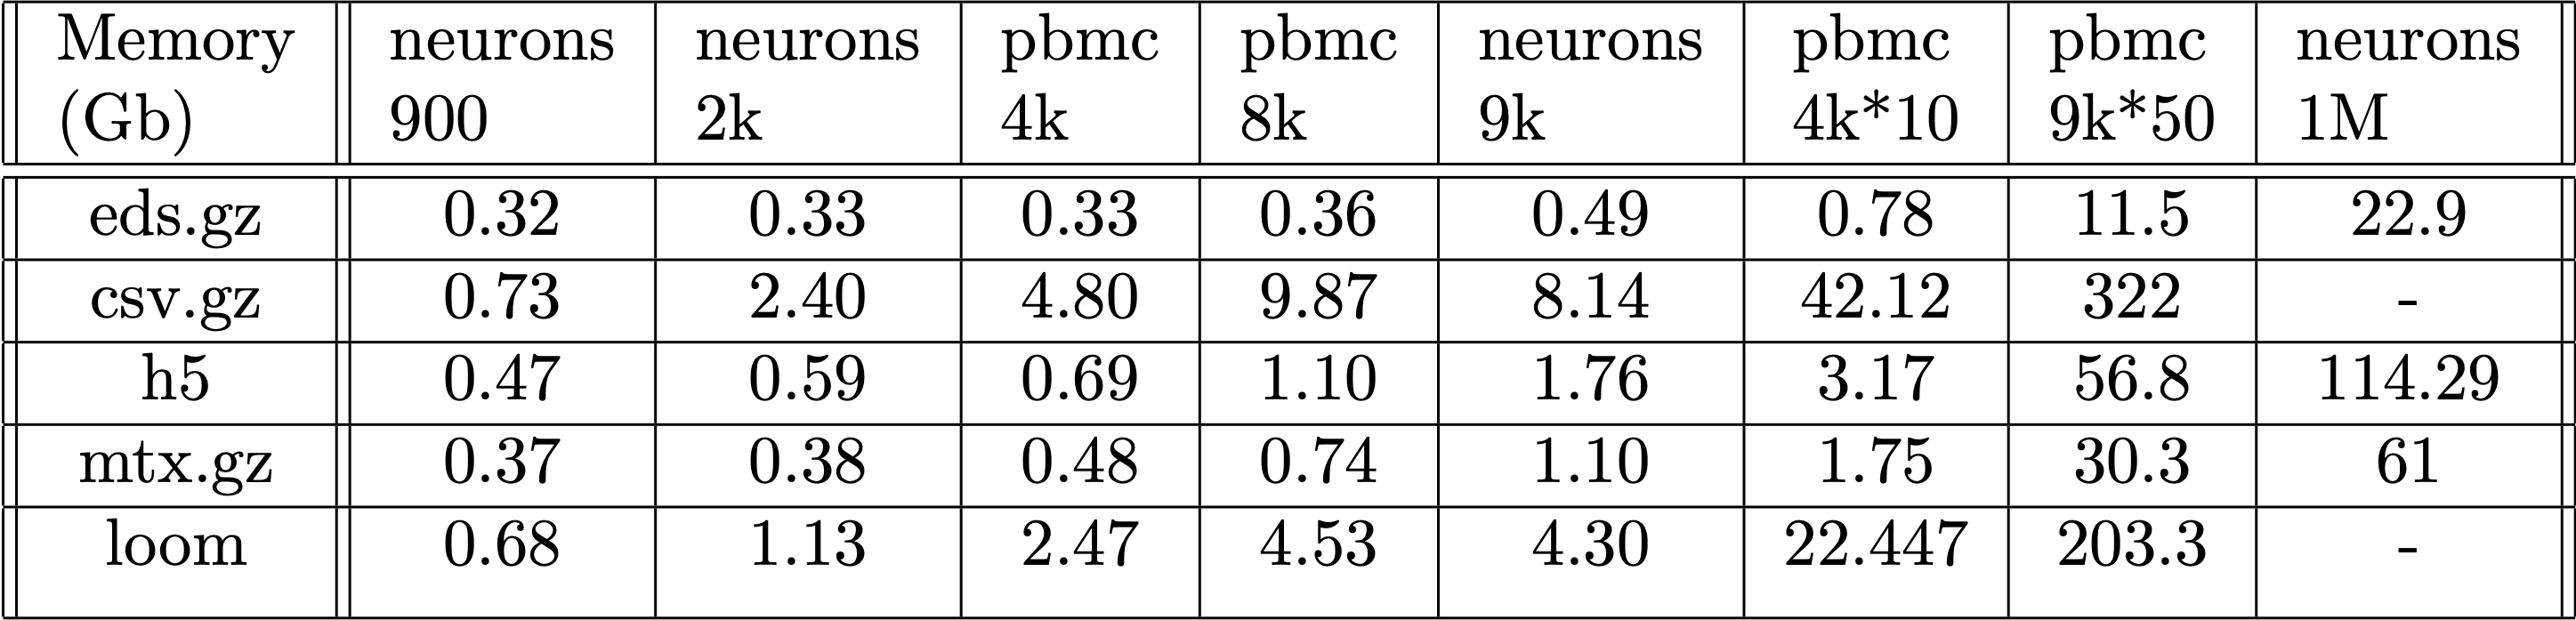 Memory (Gb) neurons 900 neurons 2k pbmc 4k pbmc 8k neurons 9k pbmc 4k*10 pbmc 9k*50 neurons 1M
eds.gz 0.32 0.33 0.33 0.36 0.49 0.78 11.5 22.9
csv.gz 0.73 2.40 4.80 9.87 8.14 42.12 322 -
h5 0.47 0.59 0.69 1.10 1.76 3.17 56.8 114.29
mtx.gz 0.37 0.38 0.48 0.74 1.10 1.75 30.3 61
loom 0.68 1.13 2.47 4.53 4.30 22.447 203.3 -